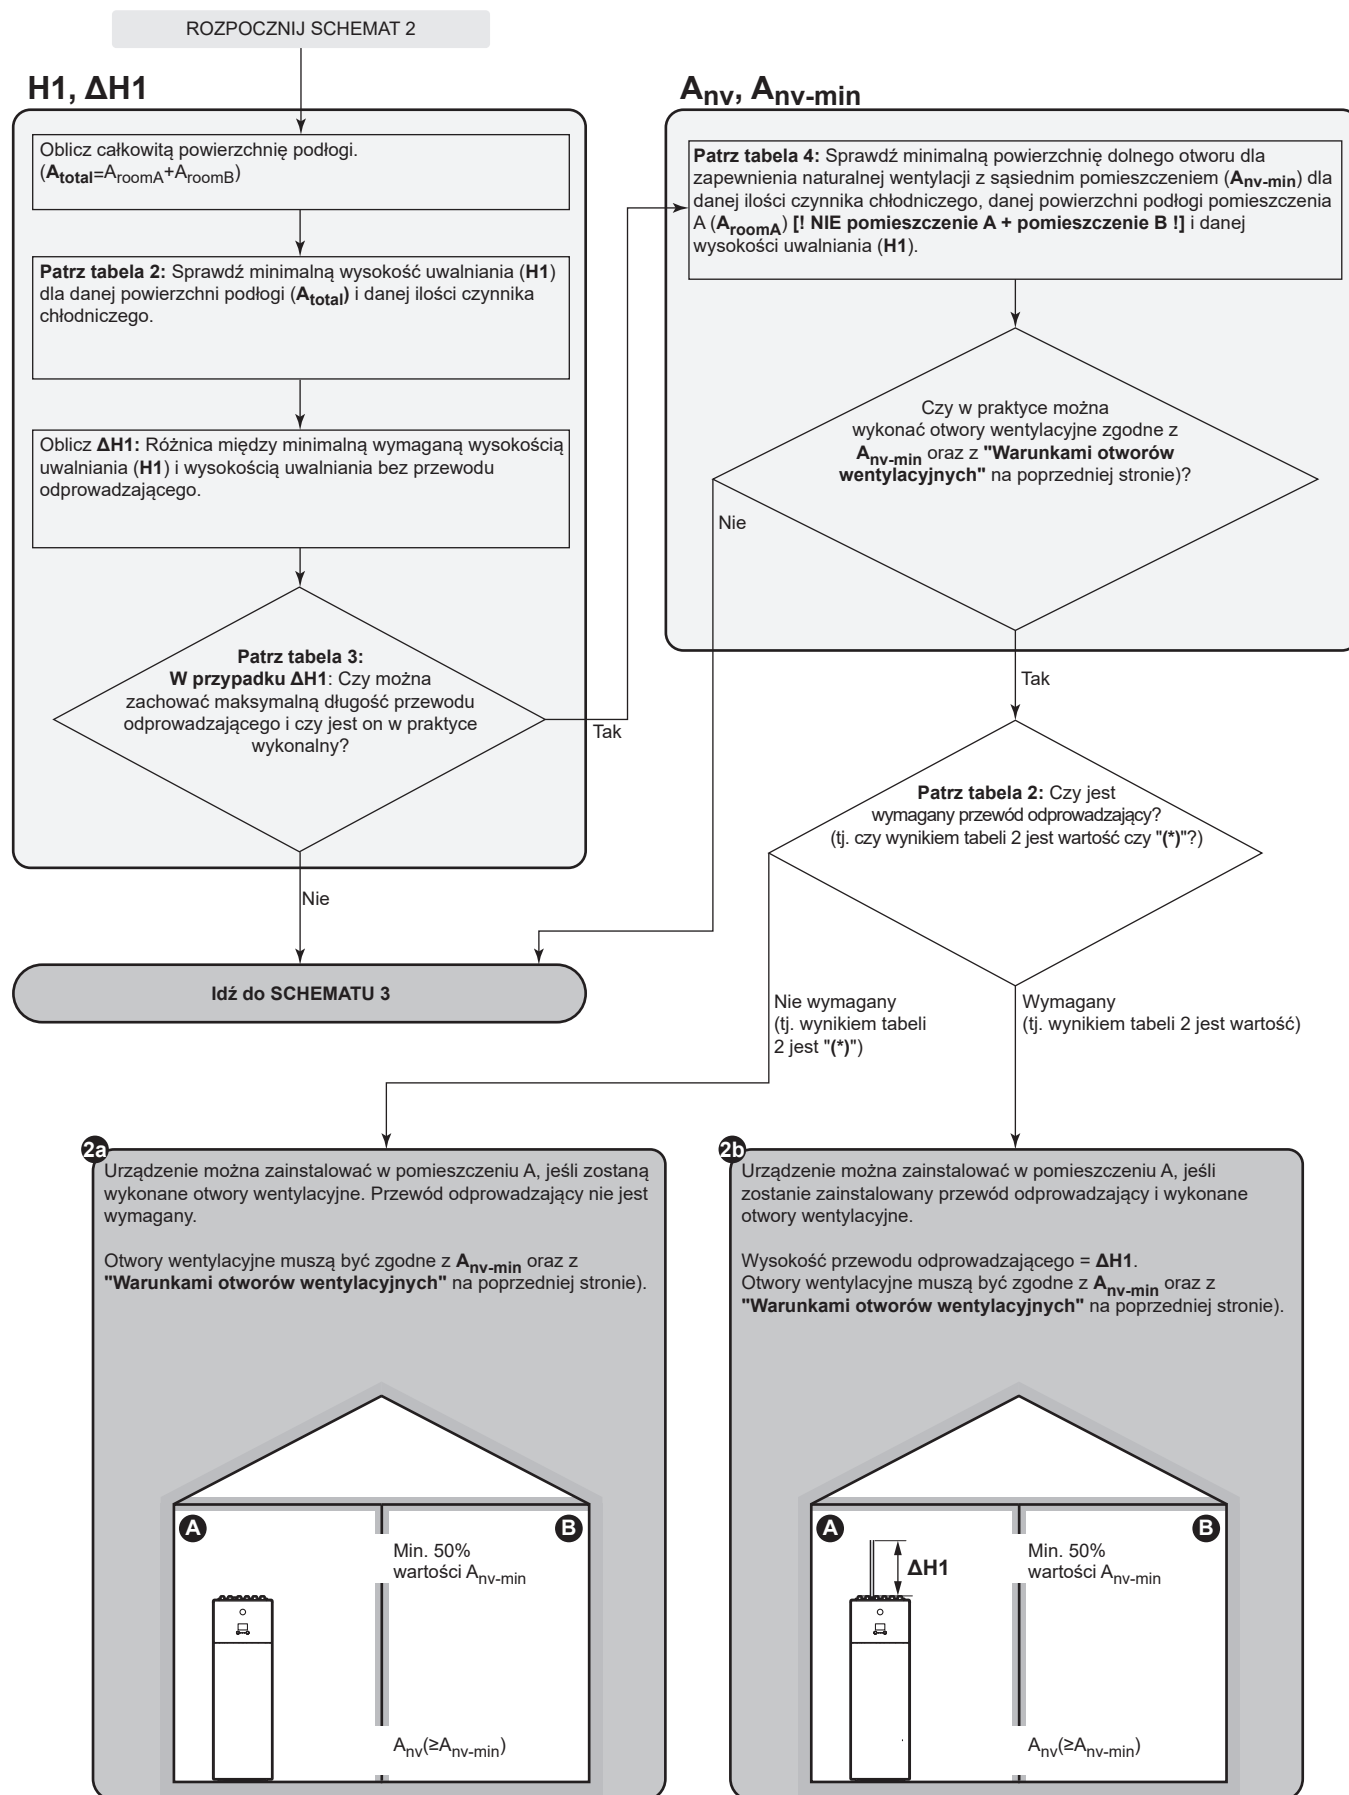 ROZPOCZNIJ SCHEMAT 2
H1, ΔH1
Oblicz całkowitą powierzchnię podłogi.
(Atotal=AroomA+AroomB)
Patrz tabela 2: Sprawdź minimalną wysokość uwalniania (H1)
dla danej powierzchni podłogi (Atotal) i danej ilości czynnika
chłodniczego.
Oblicz ΔH1: Różnica między minimalną wymaganą wysokością
uwalniania (H1) i wysokością uwalniania bez przewodu
odprowadzającego.
Patrz tabela 3:
W przypadku ΔH1: Czy można
zachować maksymalną długość przewodu
odprowadzającego i czy jest on w praktyce
wykonalny?
Tak
Nie
Idź do SCHEMATU 3
Anv, Anv-min
Patrz tabela 4: Sprawdź minimalną powierzchnię dolnego otworu dla
zapewnienia naturalnej wentylacji z sąsiednim pomieszczeniem (Anv-min) dla
danej ilości czynnika chłodniczego, danej powierzchni podłogi pomieszczenia
A (AroomA) [! NIE pomieszczenie A + pomieszczenie B !] i danej
wysokości uwalniania (H1).
Czy w praktyce można
wykonać otwory wentylacyjne zgodne z
Anv-min oraz z "Warunkami otworów
wentylacyjnych" na poprzedniej stronie)?
Nie
Tak
Patrz tabela 2: Czy jest
wymagany przewód odprowadzający?
(tj. czy wynikiem tabeli 2 jest wartość czy "(*)"?)
Nie wymagany
(tj. wynikiem tabeli
2 jest "(*)")
Wymagany
(tj. wynikiem tabeli 2 jest wartość)
2a
Urządzenie można zainstalować w pomieszczeniu A, jeśli zostaną
wykonane otwory wentylacyjne. Przewód odprowadzający nie jest
wymagany.
Otwory wentylacyjne muszą być zgodne z Anv-min oraz z
"Warunkami otworów wentylacyjnych" na poprzedniej stronie).
A
B
Min. 50%
wartości Anv-min
Anv(≥Anv-min)
2b
Urządzenie można zainstalować w pomieszczeniu A, jeśli
zostanie zainstalowany przewód odprowadzający i wykonane
otwory wentylacyjne.
Wysokość przewodu odprowadzającego = ΔH1.
Otwory wentylacyjne muszą być zgodne z Anv-min oraz z
"Warunkami otworów wentylacyjnych" na poprzedniej stronie).
A
B
ΔH1
Min. 50%
wartości Anv-min
Anv(≥Anv-min)